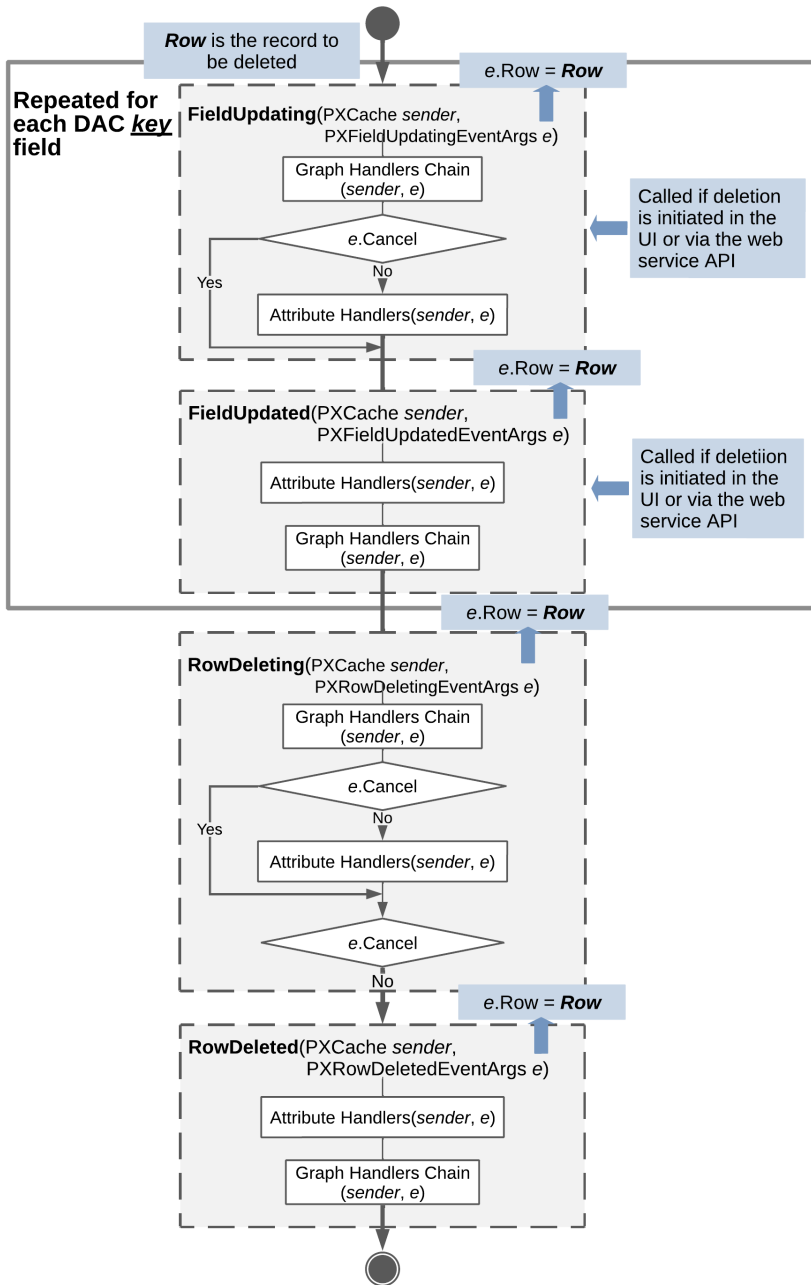 Row is the record to
be deleted
e.Row = Row
Repeated for
each DAC key
field
FieldUpdating(PXCache sender,
PXFieldUpdatingEventArgs e)
Graph Handlers Chain
(sender, e)
Called if deletion
is initiated in the
UI or via the web
service API
e.Cancel
No
Yes
Attribute Handlers(sender, e)
e.Row = Row
FieldUpdated(PXCache sender,
PXFieldUpdatedEventArgs e)
Called if deletiion
is initiated in the
UI or via the web
service API
Attribute Handlers(sender, e)
Graph Handlers Chain
(sender, e)
e.Row = Row
RowDeleting(PXCache sender,
PXRowDeletingEventArgs e)
Graph Handlers Chain
(sender, e)
e.Cancel
No
Yes
Attribute Handlers(sender, e)
e.Cancel
No
e.Row = Row
RowDeleted(PXCache sender,
PXRowDeletedEventArgs e)
Attribute Handlers(sender, e)
Graph Handlers Chain
(sender, e)